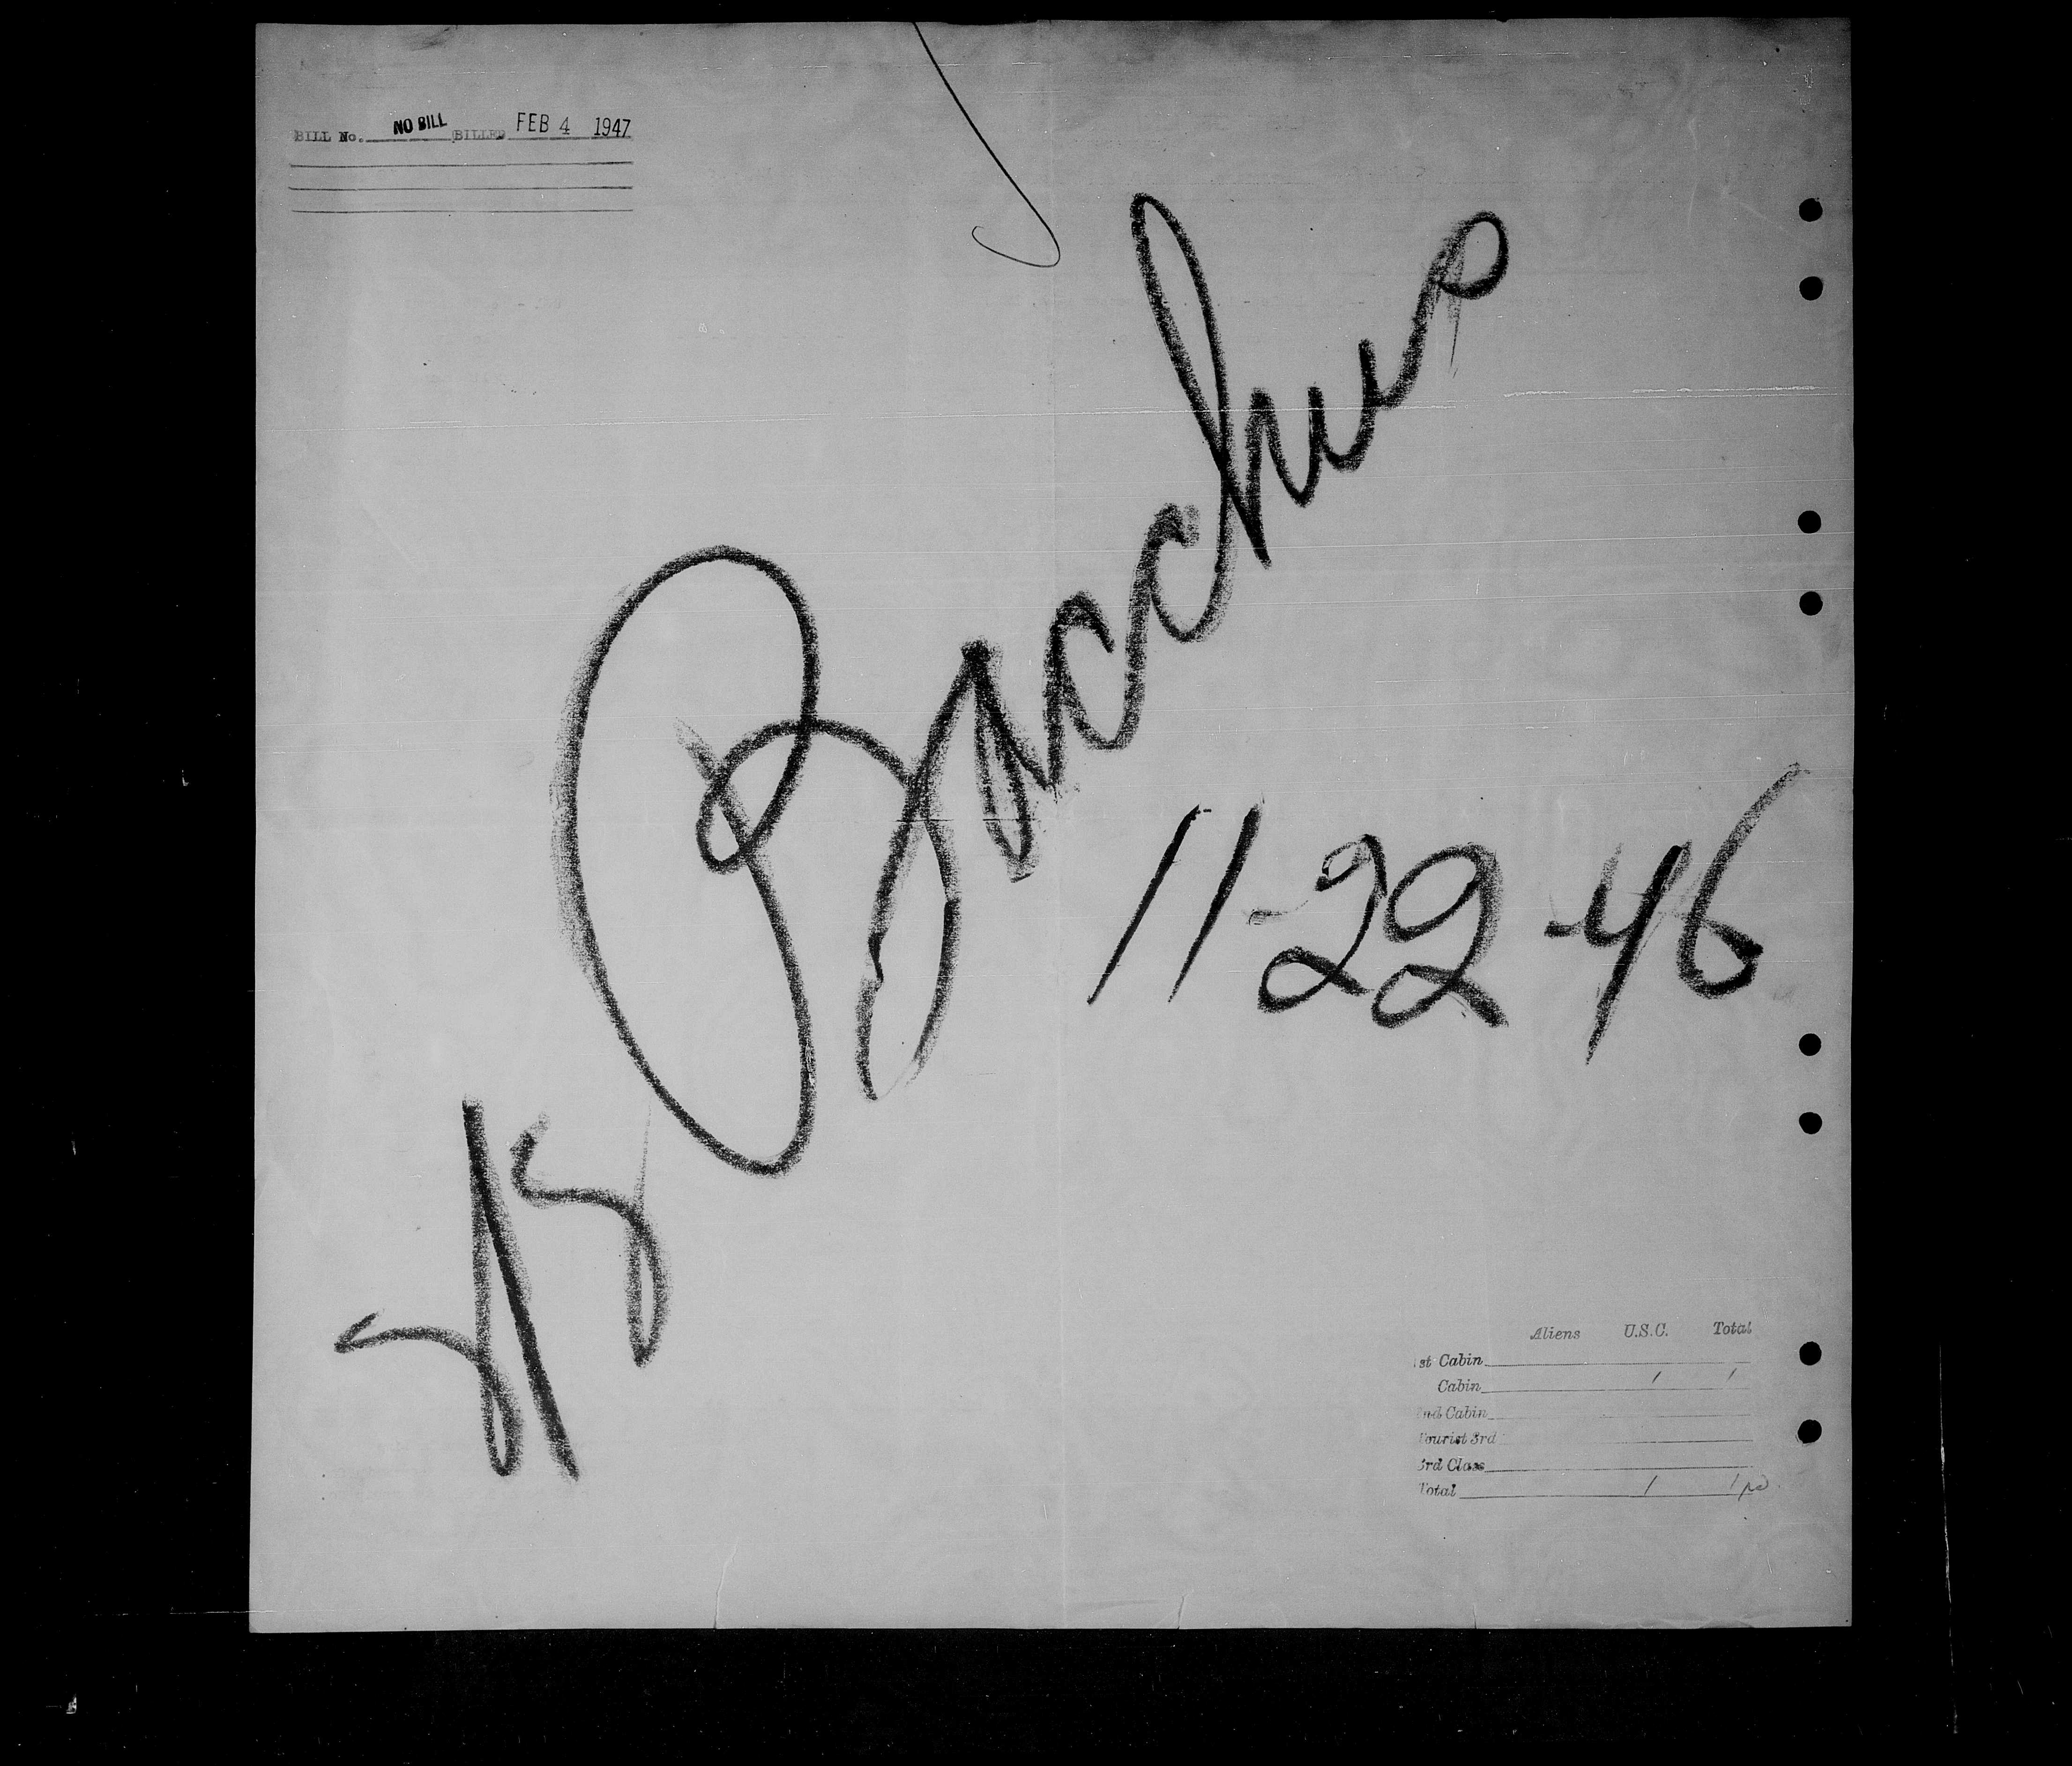 BILL No. NO BILL BILLED FEB 4 1947
S/S Bacchus
11-22-46
Aliens U.S.C. Total
1st Cabin
Cabin 1 1
2nd Cabin
Tourist 3rd
3rd Class
Total 1 1